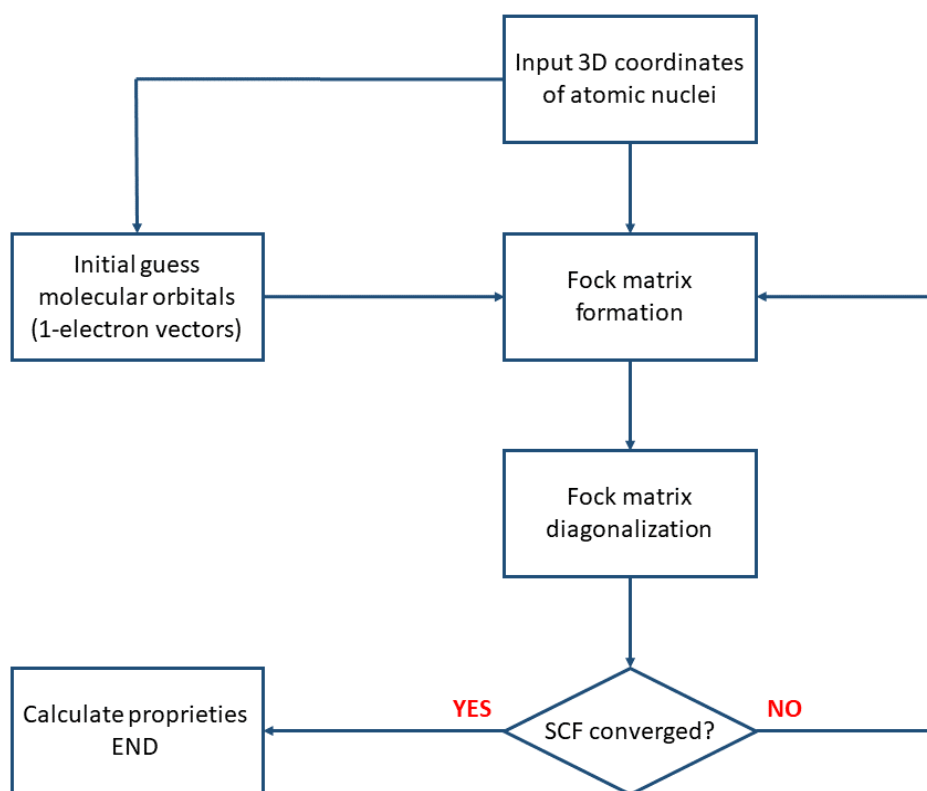 Input 3D coordinates
of atomic nuclei
Initial guess
molecular orbitals
(1-electron vectors)
Fock matrix
formation
Fock matrix
diagonalization
Calculate proprieties
END
YES
SCF converged?
NO